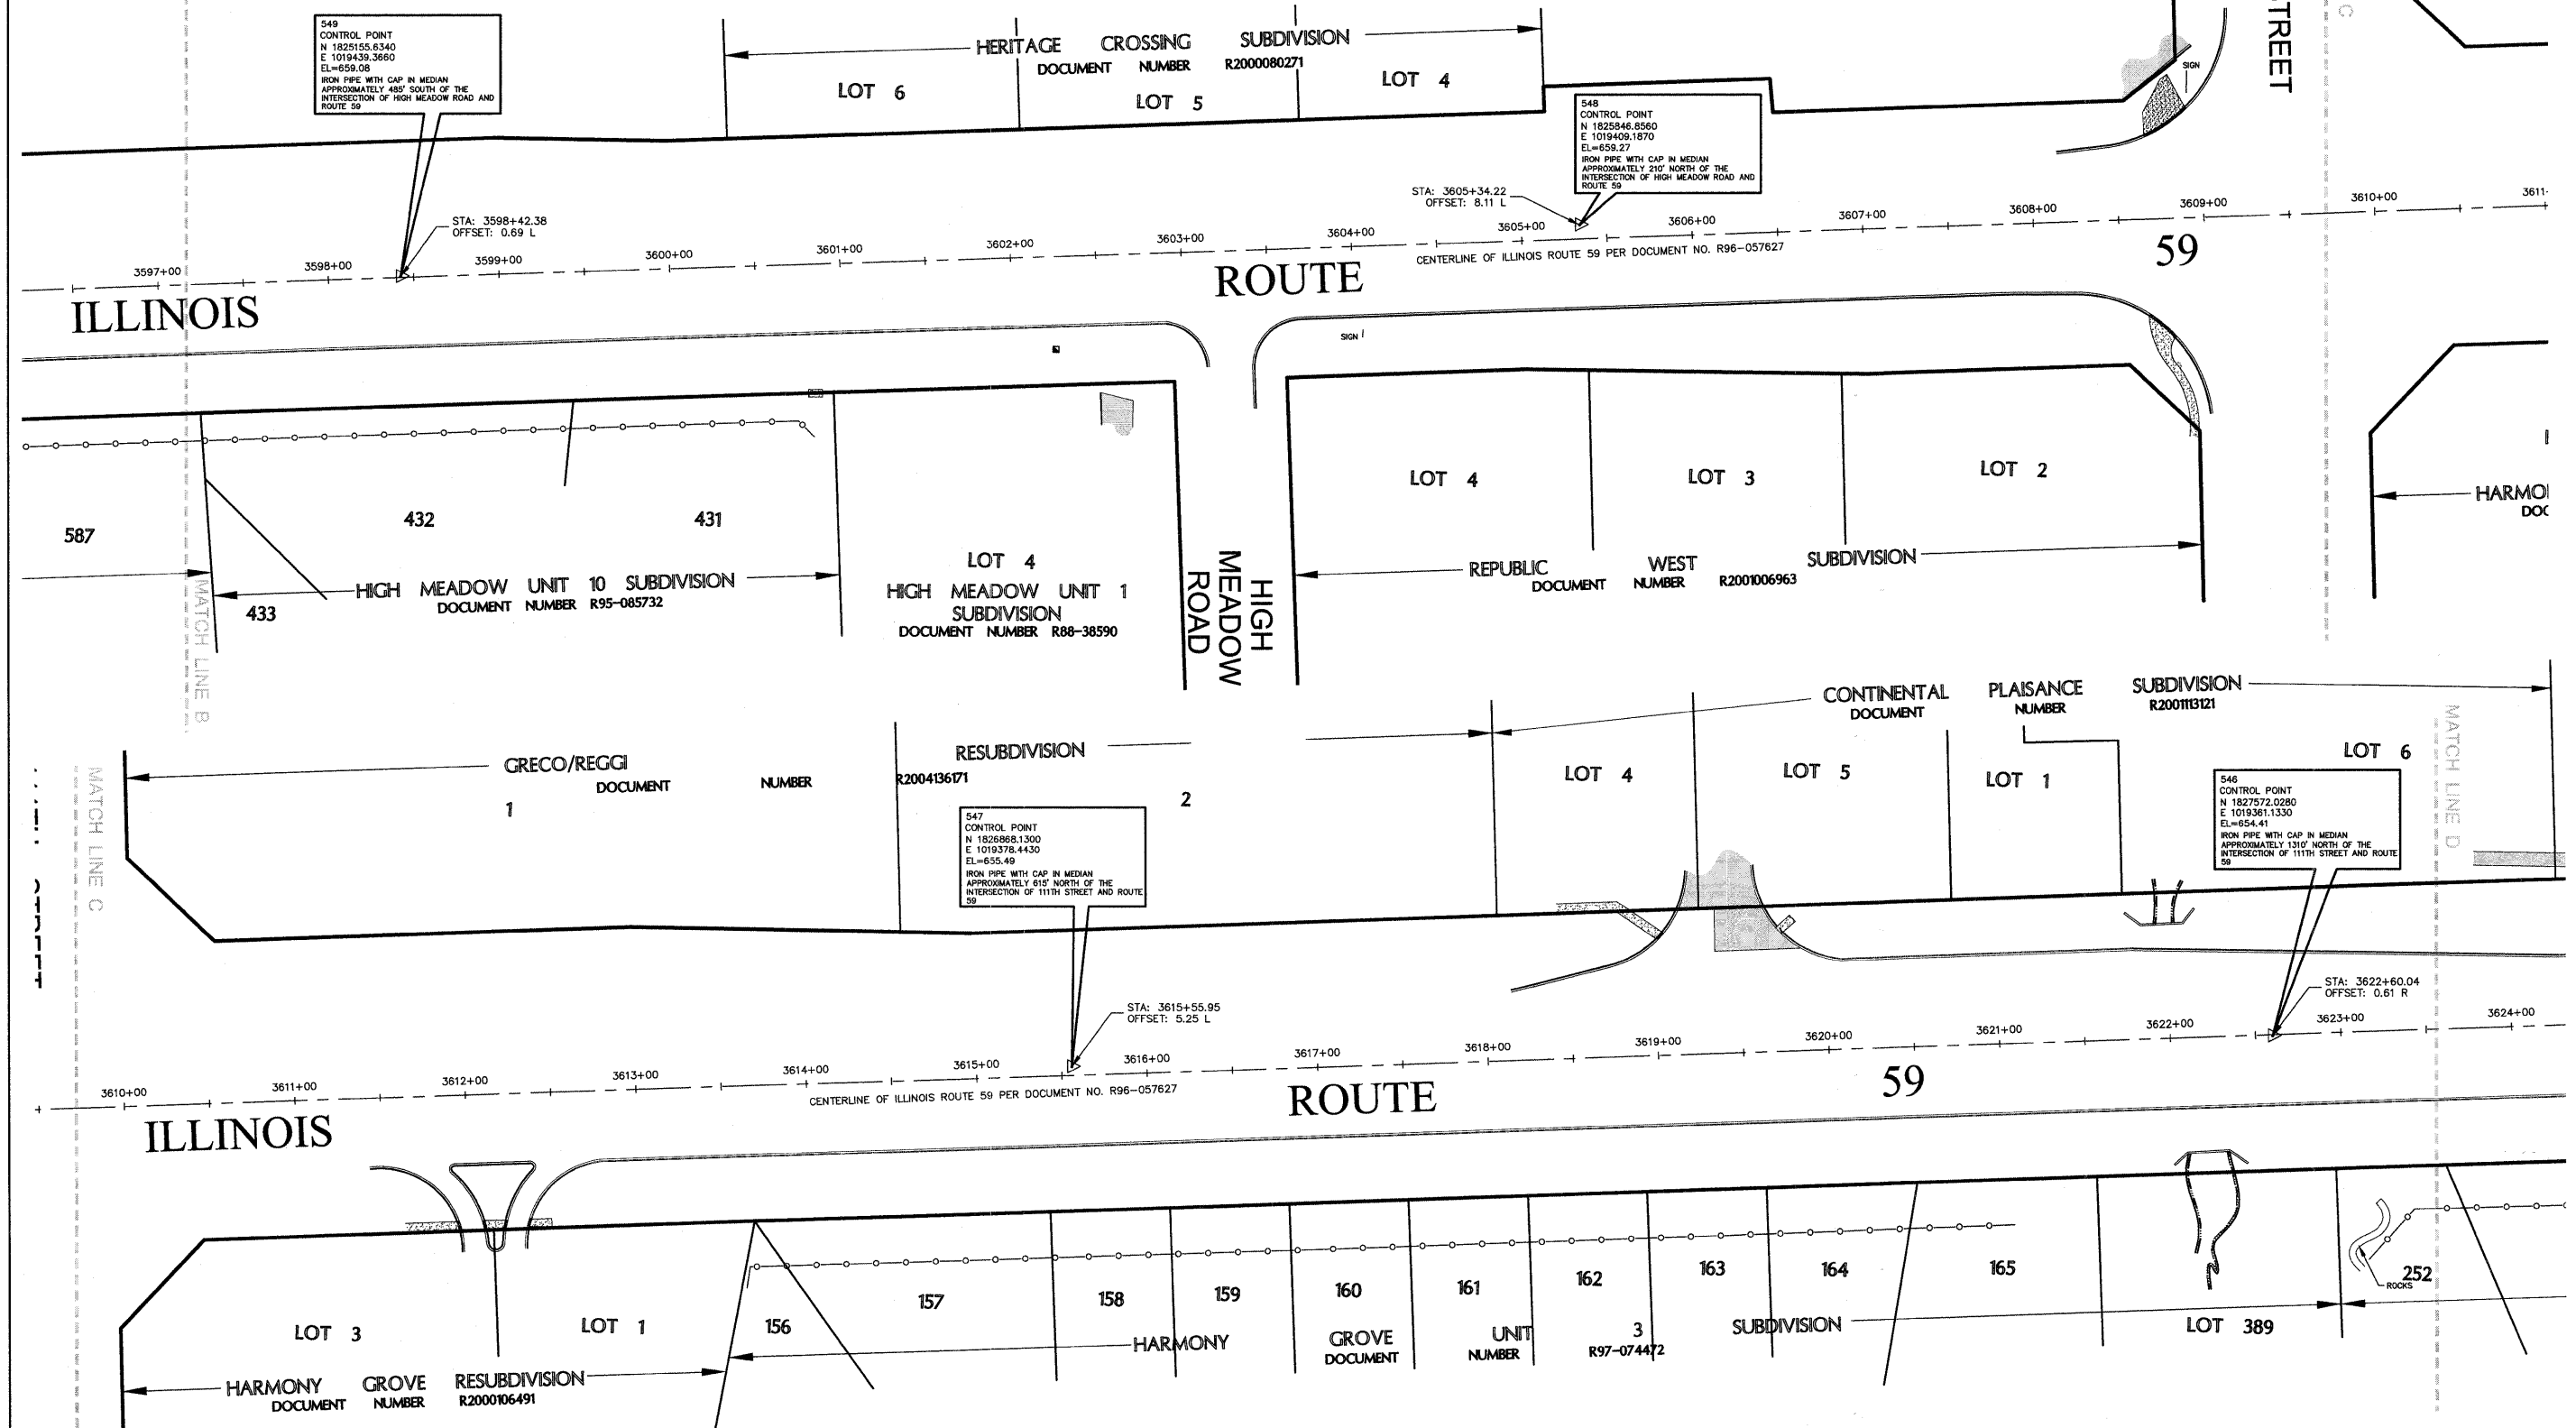 549
CONTROL POINT
N 1825155.6340
E 1019439.3660
EL=659.08
IRON PIPE WITH CAP IN MEDIAN
APPROXIMATELY 485' SOUTH OF THE
INTERSECTION OF HIGH MEADOW ROAD AND
ROUTE 59
HERITAGE CROSSING SUBDIVISION
DOCUMENT NUMBER R2000080271
LOT 6
LOT 5
LOT 4
548
CONTROL POINT
N 1825846.8560
E 1019409.1870
EL=659.27
IRON PIPE WITH CAP IN MEDIAN
APPROXIMATELY 210' NORTH OF THE
INTERSECTION OF HIGH MEADOW ROAD AND
ROUTE 59
SIGN
STREET
C
STA: 3598+42.38
OFFSET: 0.69 L
STA: 3605+34.22
OFFSET: 8.11 L
3597+00
3598+00
3599+00
3600+00
3601+00
3602+00
3603+00
3604+00
3605+00
3606+00
3607+00
3608+00
3609+00
3610+00
3611+
CENTERLINE OF ILLINOIS ROUTE 59 PER DOCUMENT NO. R96-057627
ILLINOIS
ROUTE
59
SIGN
587
432
431
433
HIGH MEADOW UNIT 10 SUBDIVISION
DOCUMENT NUMBER R95-085732
LOT 4
HIGH MEADOW UNIT 1
SUBDIVISION
DOCUMENT NUMBER R88-38590
HIGH
MEADOW
ROAD
LOT 4
LOT 3
LOT 2
REPUBLIC WEST SUBDIVISION
DOCUMENT NUMBER R2001006963
HARMO
DOC
MATCH LINE B
MATCH LINE C
STREET
GRECO/REGGI RESUBDIVISION
DOCUMENT NUMBER R2004136171
1
2
CONTINENTAL PLAISANCE SUBDIVISION
DOCUMENT NUMBER R2001113121
LOT 4
LOT 5
LOT 1
LOT 6
MATCH LINE D
547
CONTROL POINT
N 1826868.1300
E 1019378.4430
EL=655.49
IRON PIPE WITH CAP IN MEDIAN
APPROXIMATELY 615' NORTH OF THE
INTERSECTION OF 111TH STREET AND ROUTE
59
546
CONTROL POINT
N 1827572.0280
E 1019361.1330
EL=654.41
IRON PIPE WITH CAP IN MEDIAN
APPROXIMATELY 1310' NORTH OF THE
INTERSECTION OF 111TH STREET AND ROUTE
59
STA: 3615+55.95
OFFSET: 5.25 L
STA: 3622+60.04
OFFSET: 0.61 R
3610+00
3611+00
3612+00
3613+00
3614+00
3615+00
3616+00
3617+00
3618+00
3619+00
3620+00
3621+00
3622+00
3623+00
3624+00
CENTERLINE OF ILLINOIS ROUTE 59 PER DOCUMENT NO. R96-057627
ILLINOIS
ROUTE
59
LOT 3
LOT 1
HARMONY GROVE RESUBDIVISION
DOCUMENT NUMBER R2000106491
156
157
158
159
160
161
162
163
164
165
HARMONY GROVE UNIT 3 SUBDIVISION
DOCUMENT NUMBER R97-074472
LOT 389
252
ROCKS